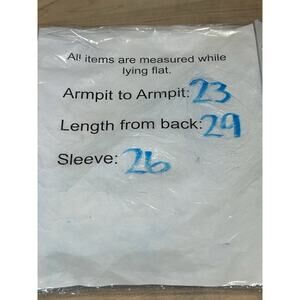 All items are measured while
lying flat.
Armpit to Armpit: 23
Length from back: 29
Sleeve: 26